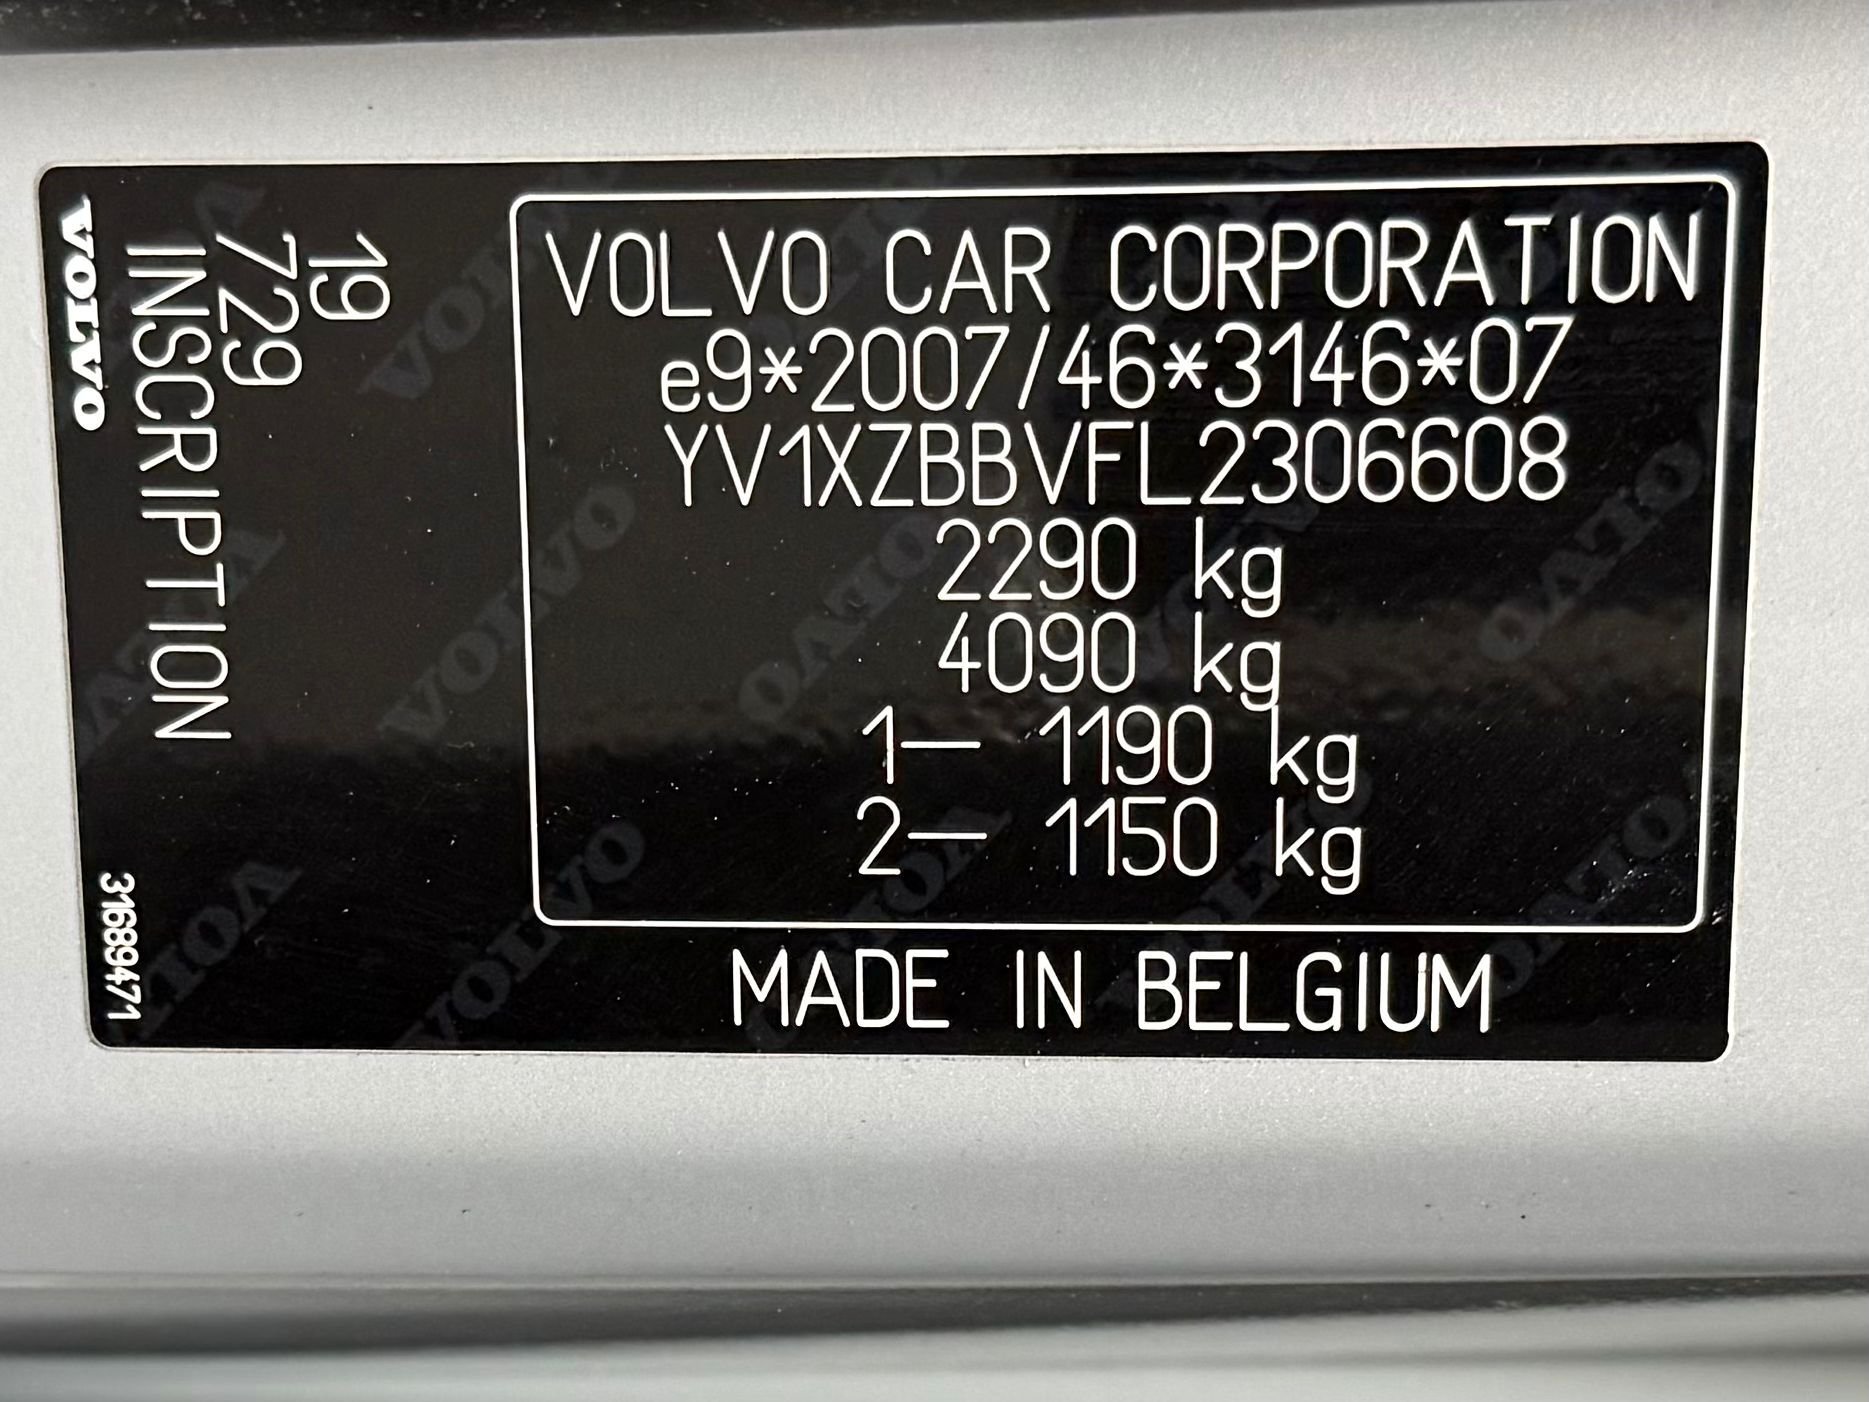 VOLVO
19
729
INSCRIPTION
31689471
VOLVO CAR CORPORATION
e9*2007/46*3146*07
YV1XZBBVFL2306608
2290 kg
4090 kg
1— 1190 kg
2— 1150 kg
MADE IN BELGIUM